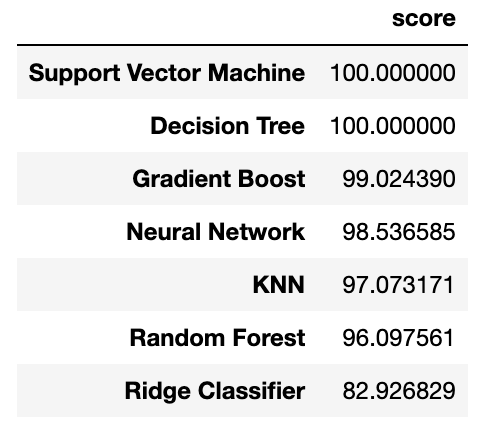 score
Support Vector Machine 100.000000
Decision Tree 100.000000
Gradient Boost 99.024390
Neural Network 98.536585
KNN 97.073171
Random Forest 96.097561
Ridge Classifier 82.926829